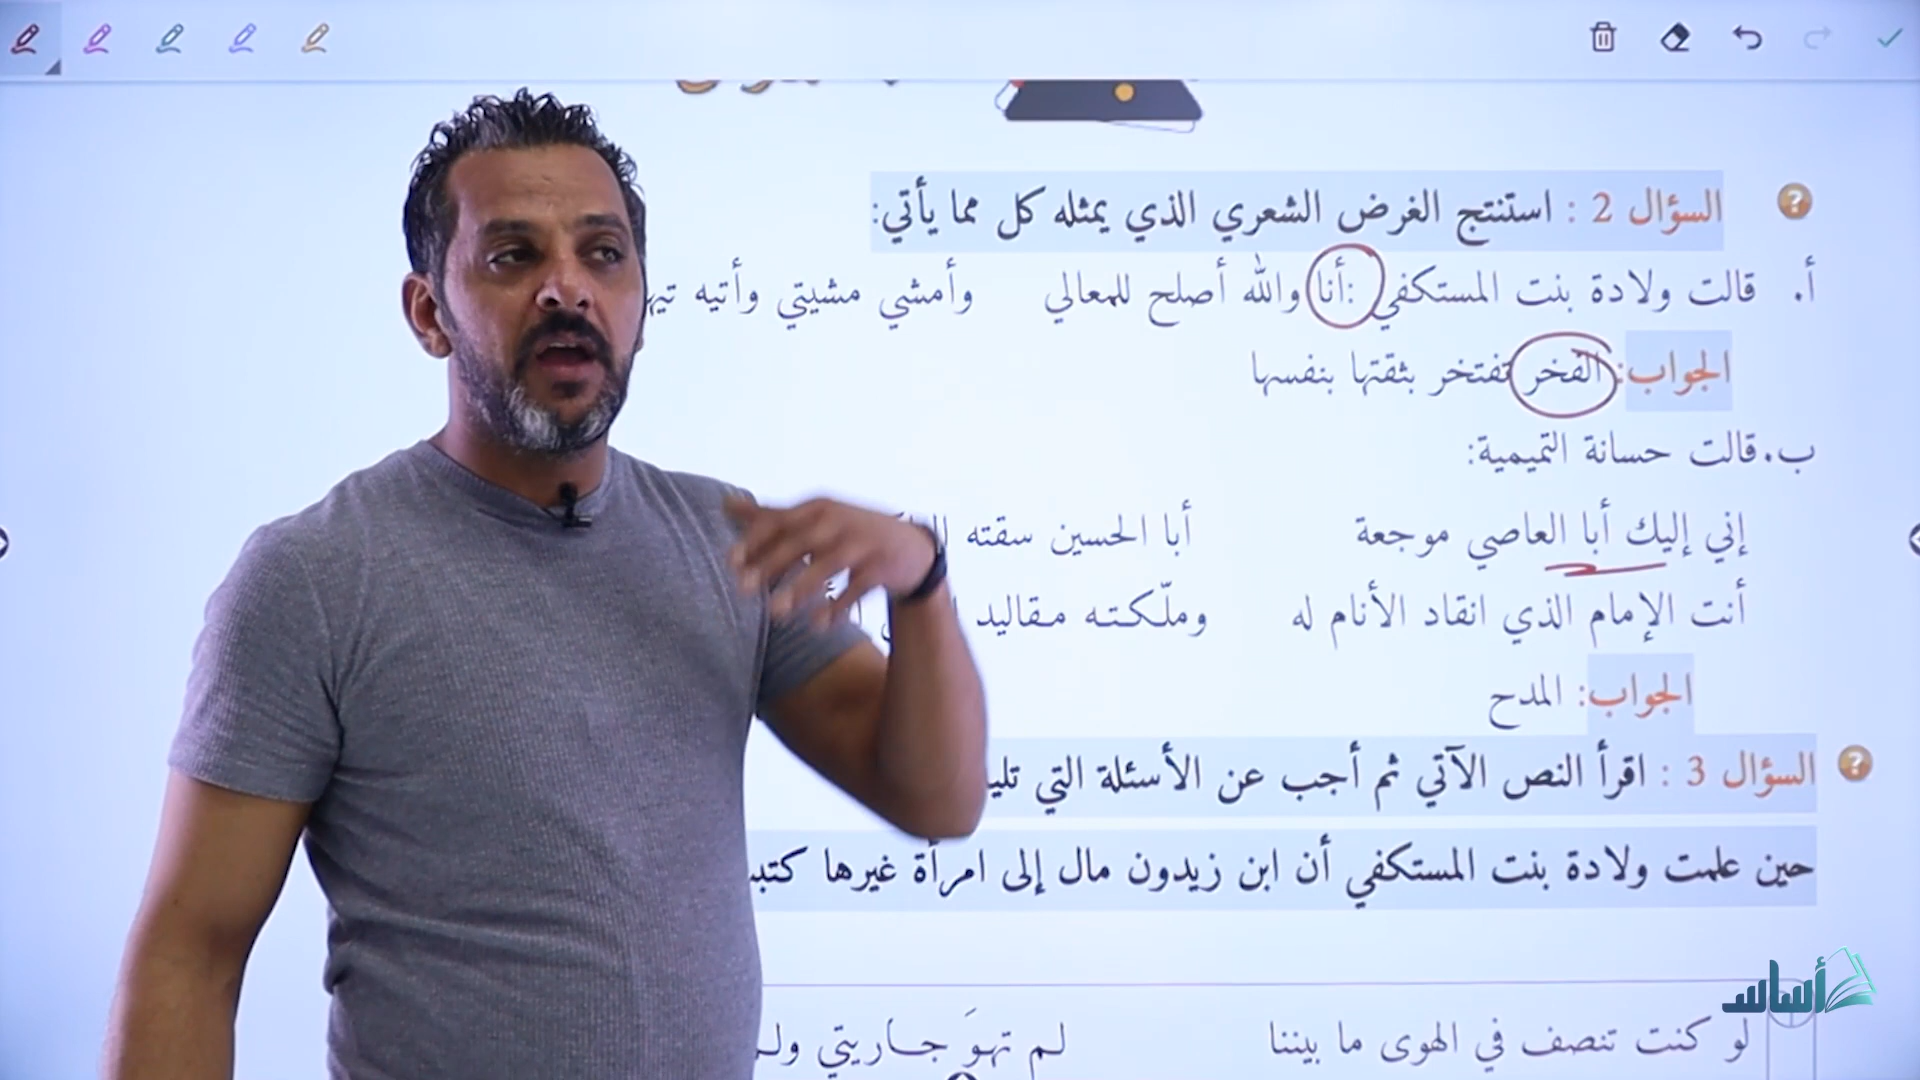 السؤال 2 : استنتج الغرض الشعري الذي يمثله كل مما يأتي:
أ. قالت ولادة بنت المستكفي :أنا والله أصلح للمعالي وأمشي مشيتي وأتيه
الجواب: الفخر تفتخر بثقتها بنفسها
ب.قالت حسانة التميمية:
إني إليك أبا العاصي موجعة أبا الحسين سقته
أنت الإمام الذي انقاد الأنام له وملّكته مقاليد
الجواب: المدح
السؤال 3 : اقرأ النص الآتي ثم أجب عن الأسئلة التي
حين علمت ولادة بنت المستكفي أن ابن زيدون مال إلى امرأة غيرها
لو كنت تنصف في الهوى ما بيننا لم تهوَ جاريتي
أساس